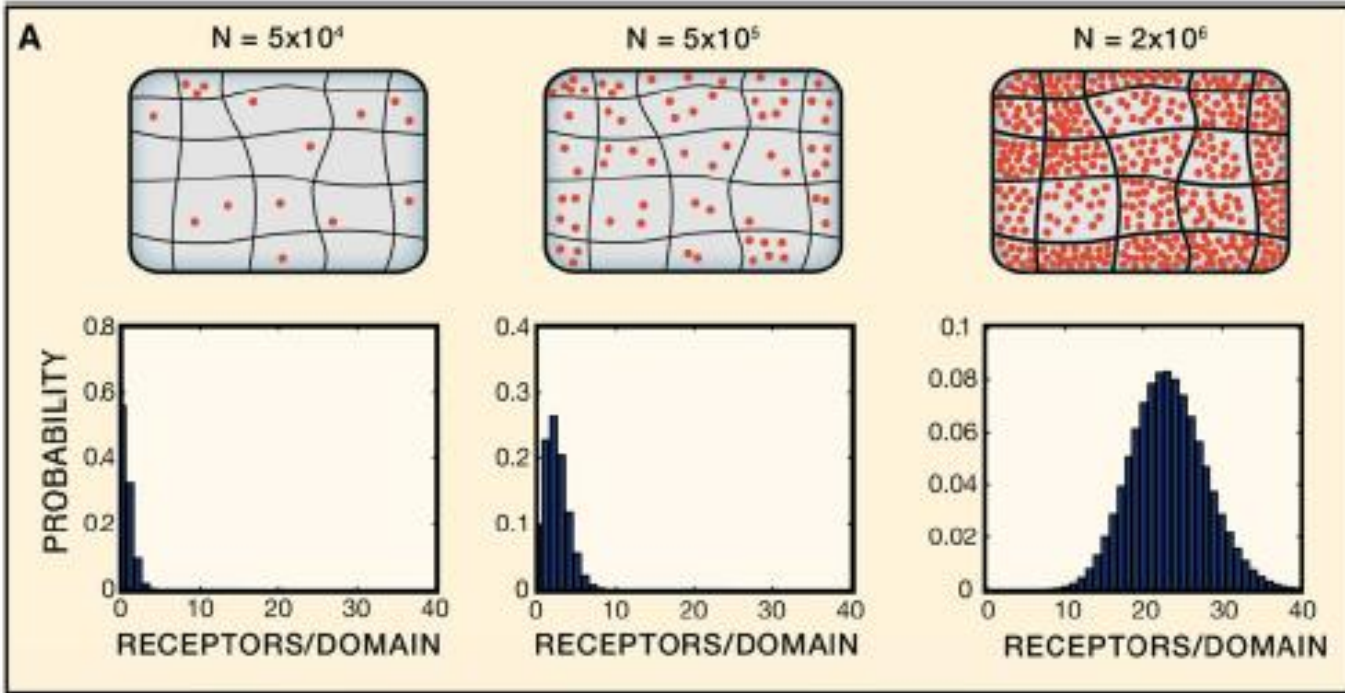 A
N = 5x10⁴
N = 5x10⁵
N = 2x10⁶
PROBABILITY
0.8
0.6
0.4
0.2
0
0 10 20 30 40
RECEPTORS/DOMAIN
0.4
0.3
0.2
0.1
0
0 10 20 30 40
RECEPTORS/DOMAIN
0.1
0.08
0.06
0.04
0.02
0
0 10 20 30 40
RECEPTORS/DOMAIN